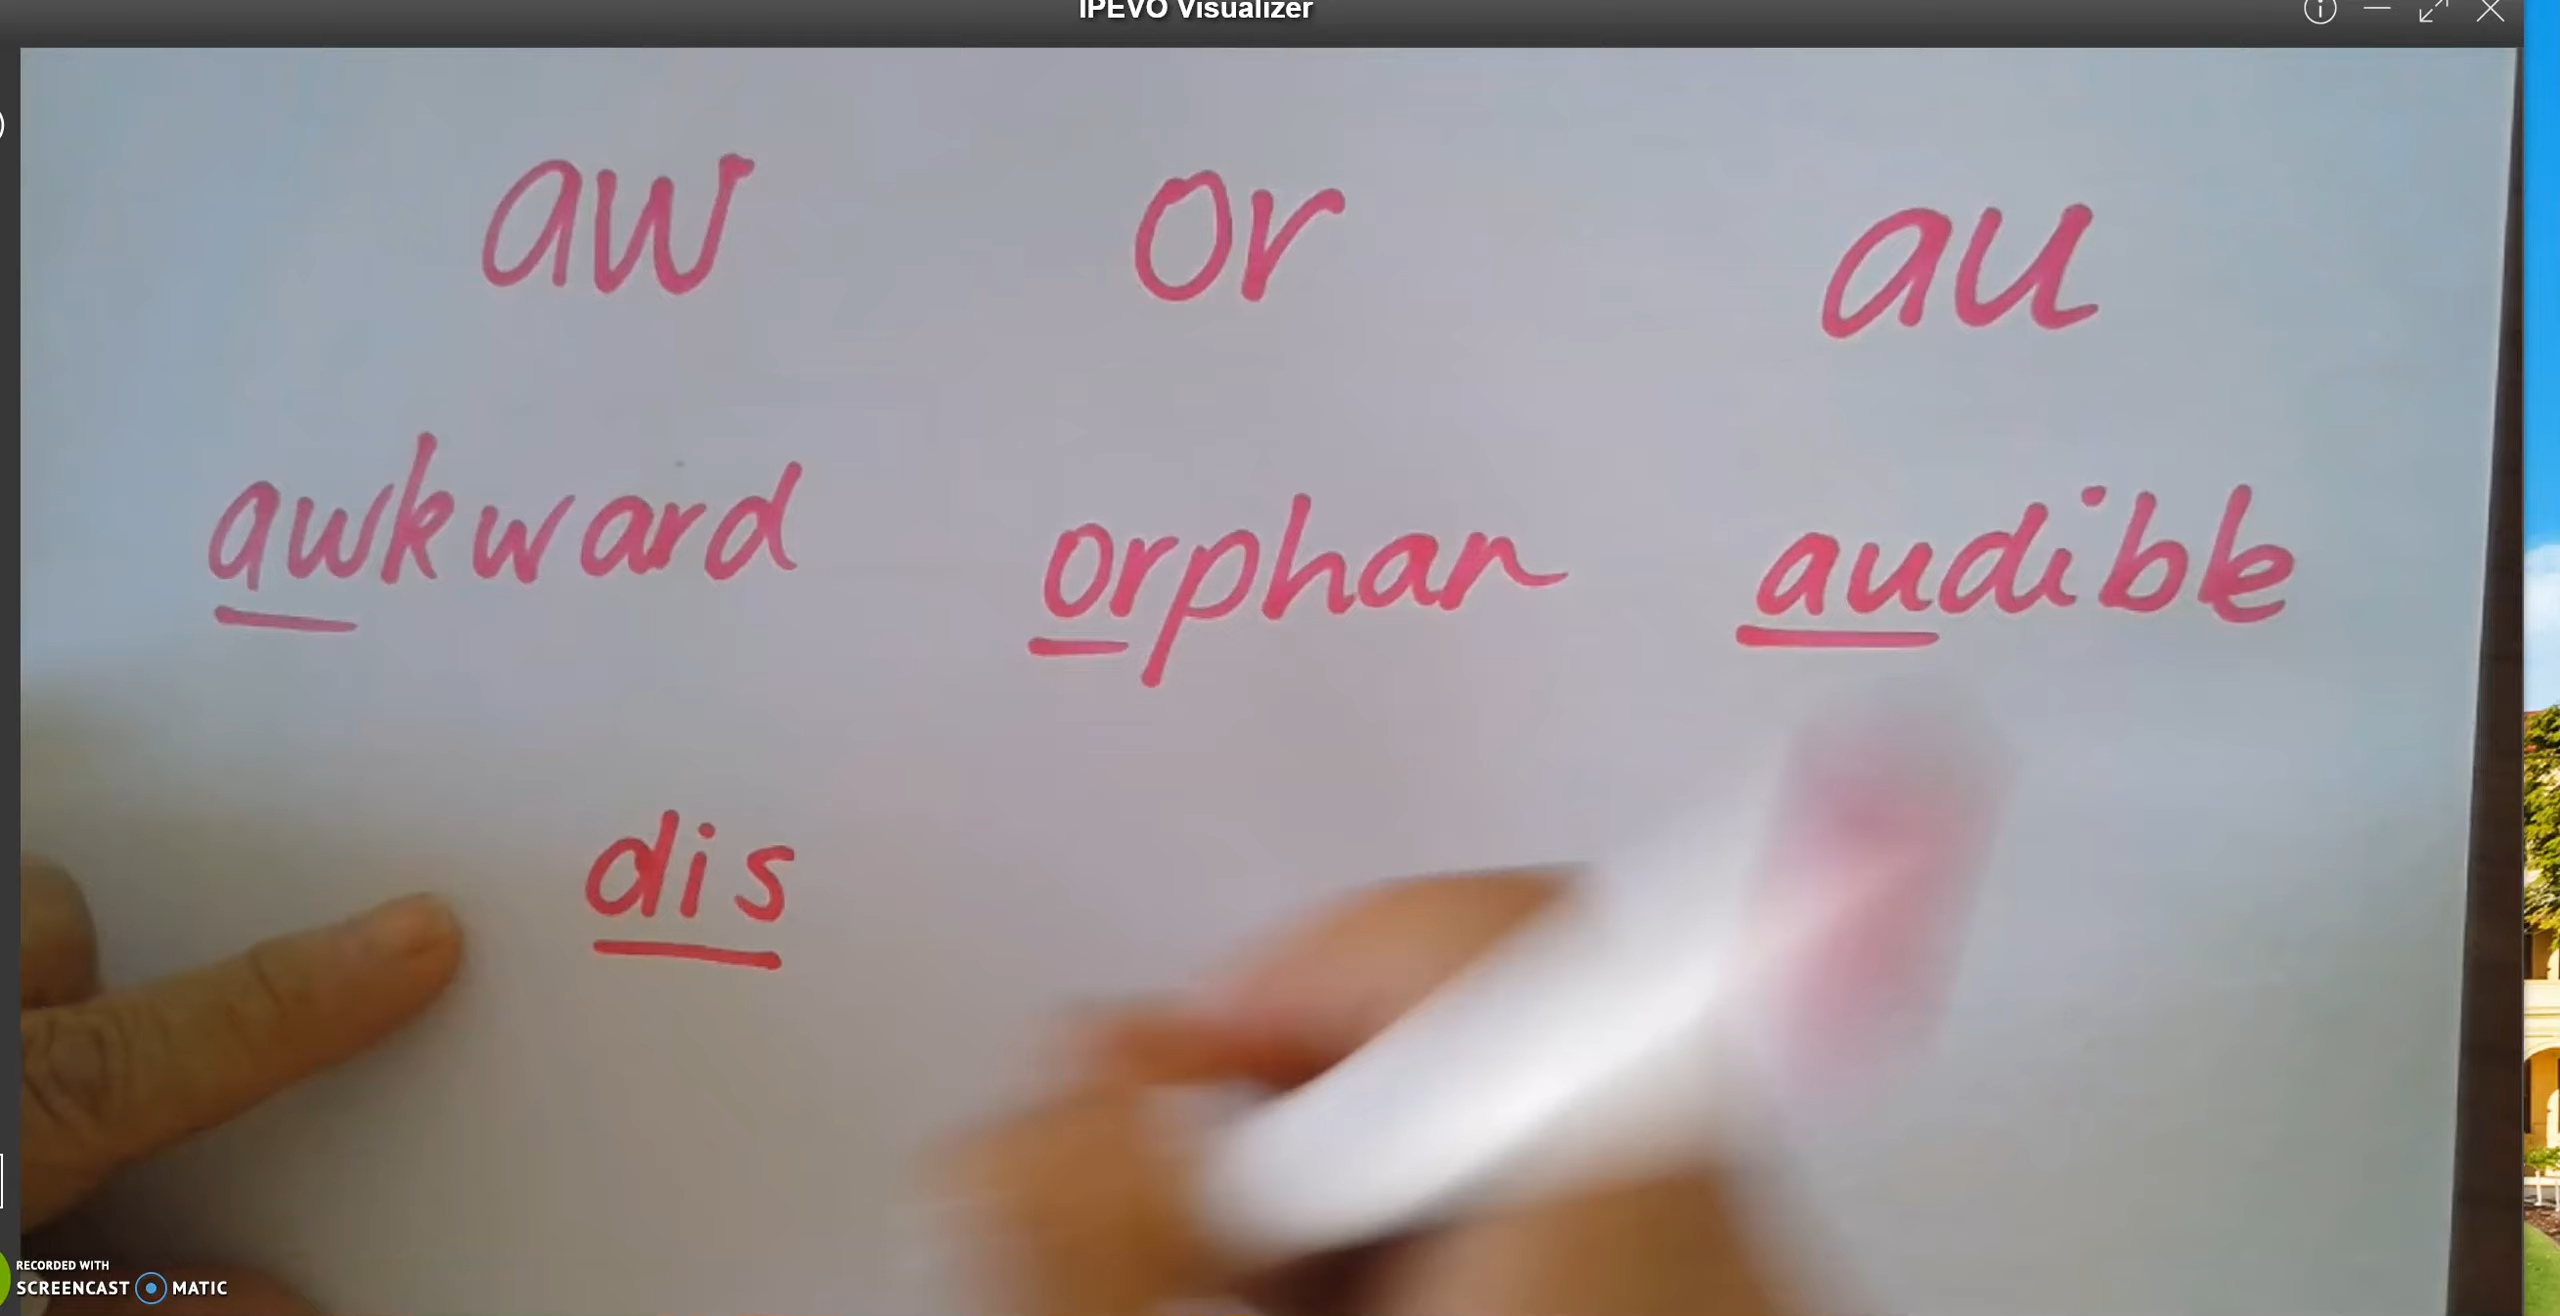 IPEVO Visualizer
aw or au
awkward orphan audible
dis
RECORDED WITH
SCREENCAST MATIC